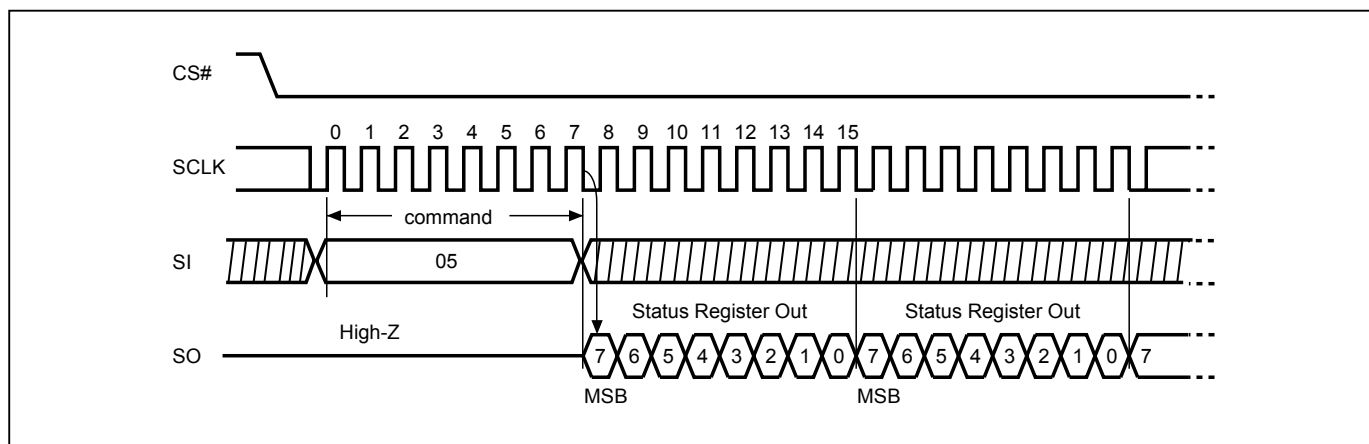 CS#
0 1 2 3 4 5 6 7 8 9 10 11 12 13 14 15
SCLK
command
SI
05
Status Register Out Status Register Out
High-Z
SO
7 6 5 4 3 2 1 0 7 6 5 4 3 2 1 0 7
MSB MSB